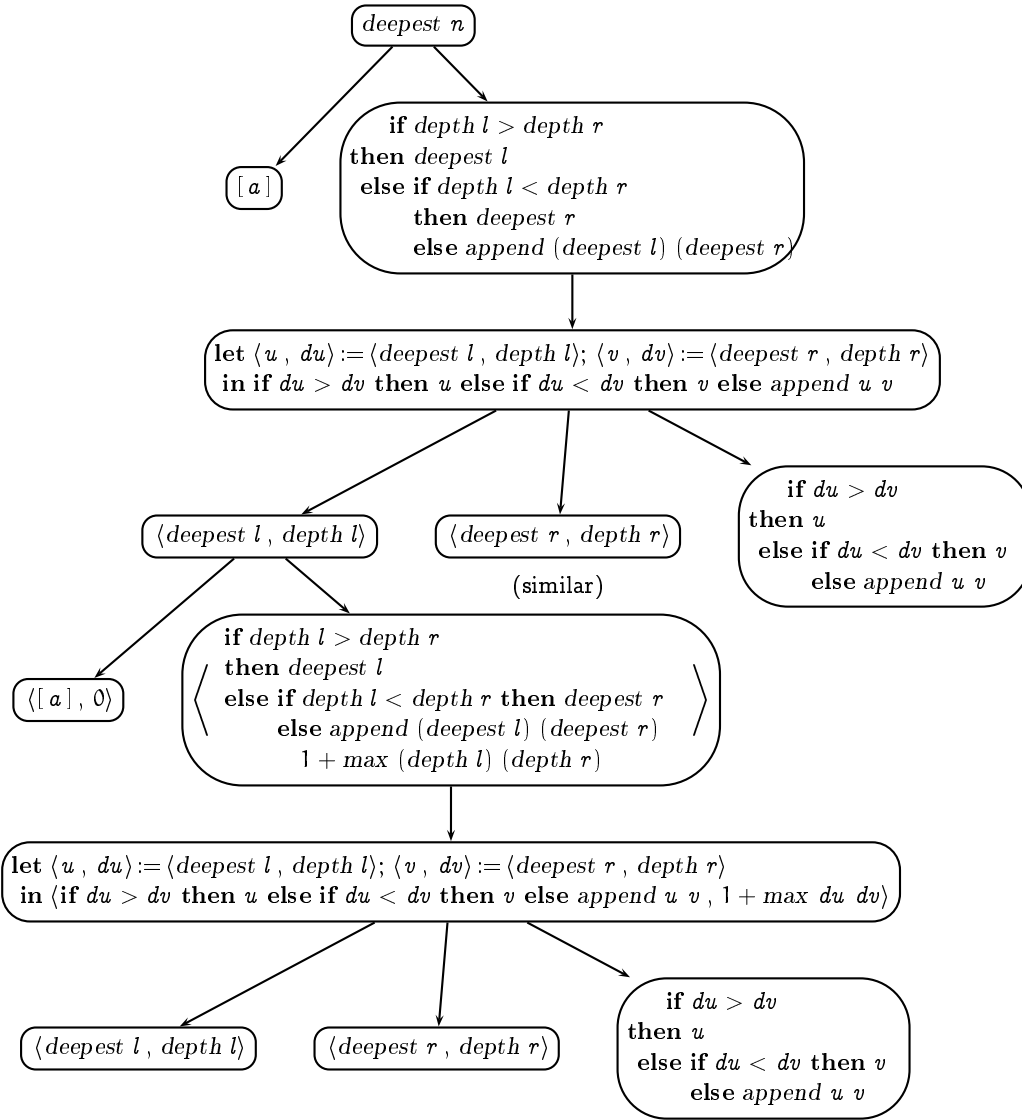 deepest n
if depth l > depth r
then deepest l
[ a ]
else if depth l < depth r
then deepest r
else append (deepest l) (deepest r)
let ⟨u , du⟩:=⟨deepest l , depth l⟩; ⟨v , dv⟩:=⟨deepest r , depth r⟩
in if du > dv then u else if du < dv then v else append u v
⟨deepest l , depth l⟩
⟨deepest r , depth r⟩
(similar)
if du > dv
then u
else if du < dv then v
else append u v
⟨[ a ] , 0⟩
⟨ if depth l > depth r
then deepest l
else if depth l < depth r then deepest r
else append (deepest l) (deepest r)
1 + max (depth l) (depth r) ⟩
let ⟨u , du⟩:=⟨deepest l , depth l⟩; ⟨v , dv⟩:=⟨deepest r , depth r⟩
in ⟨if du > dv then u else if du < dv then v else append u v , 1 + max du dv⟩
⟨deepest l , depth l⟩
⟨deepest r , depth r⟩
if du > dv
then u
else if du < dv then v
else append u v